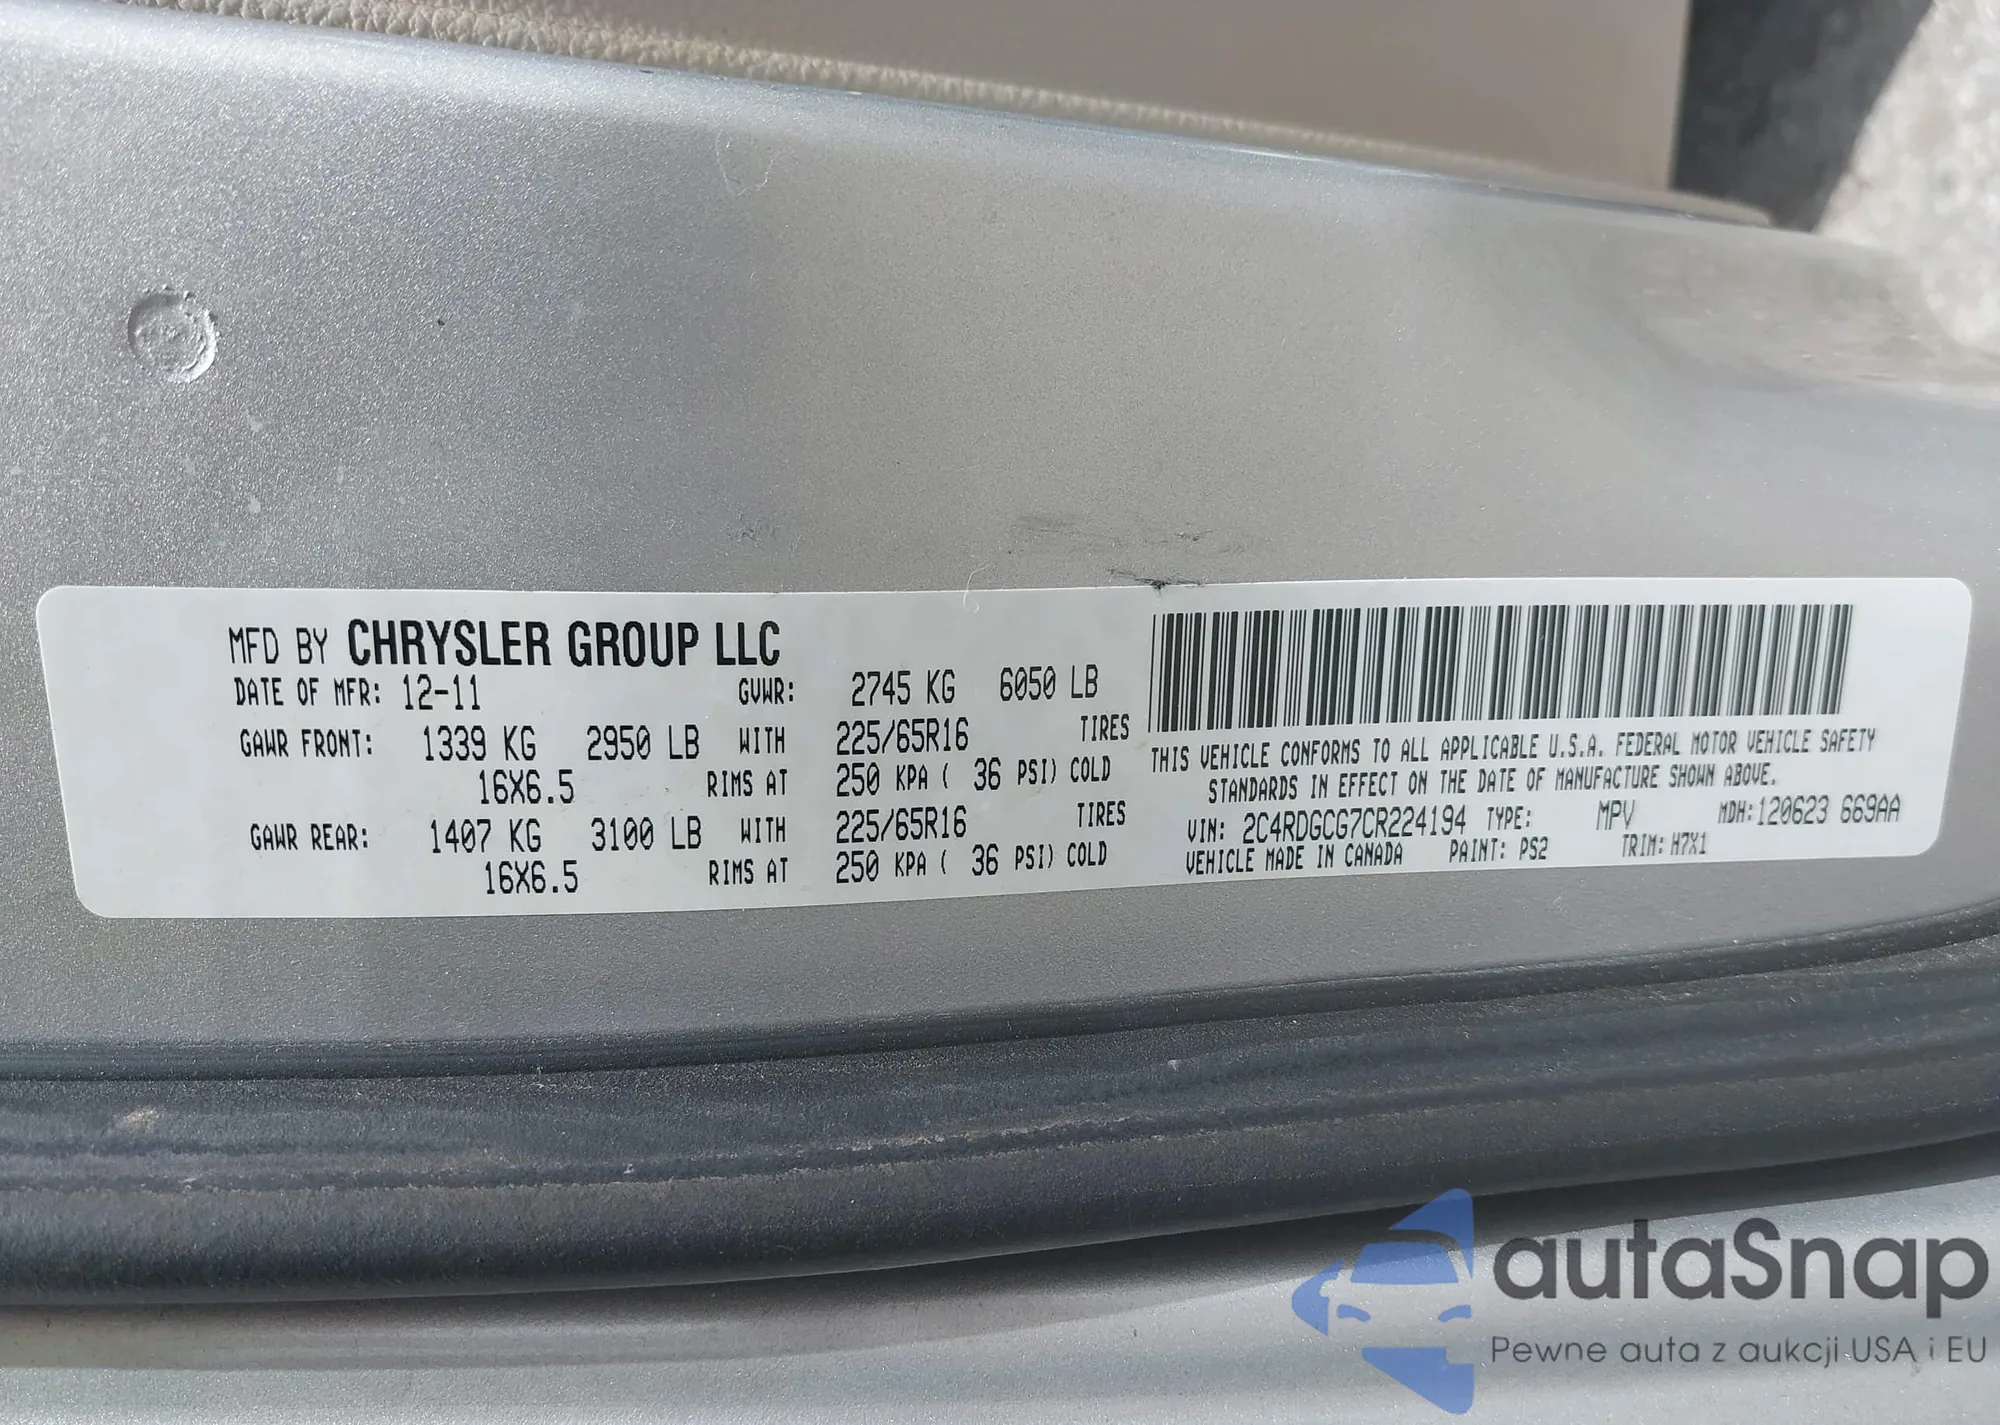 MFD BY CHRYSLER GROUP LLC
DATE OF MFR: 12-11 GVWR: 2745 KG 6050 LB
GAWR FRONT: 1339 KG 2950 LB WITH 225/65R16 TIRES
16X6.5 RIMS AT 250 KPA ( 36 PSI) COLD
GAWR REAR: 1407 KG 3100 LB WITH 225/65R16 TIRES
16X6.5 RIMS AT 250 KPA ( 36 PSI) COLD
THIS VEHICLE CONFORMS TO ALL APPLICABLE U.S.A. FEDERAL MOTOR VEHICLE SAFETY
STANDARDS IN EFFECT ON THE DATE OF MANUFACTURE SHOWN ABOVE.
VIN: 2C4RDGCG7CR224194 TYPE: MPV MDH: 120623 669AA
VEHICLE MADE IN CANADA PAINT: PS2 TRIM: H7X1
autaSnap
Pewne auta z aukcji USA i EU